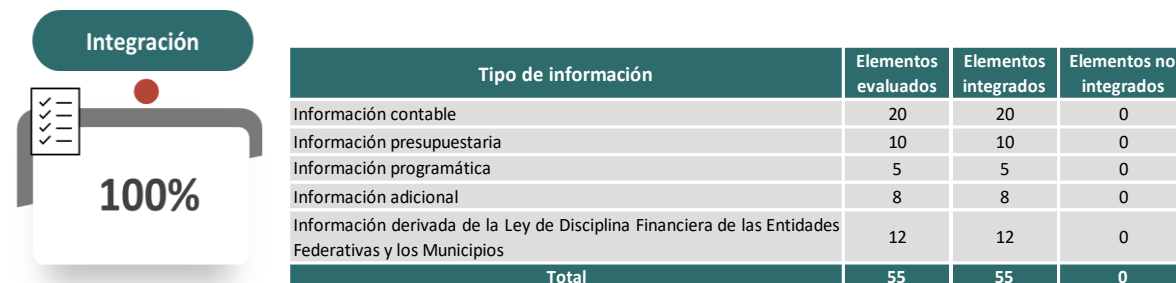 Integración
100%
Tipo de información Elementos evaluados Elementos integrados Elementos no integrados
Información contable 20 20 0
Información presupuestaria 10 10 0
Información programática 5 5 0
Información adicional 8 8 0
Información derivada de la Ley de Disciplina Financiera de las Entidades
Federativas y los Municipios 12 12 0
Total 55 55 0